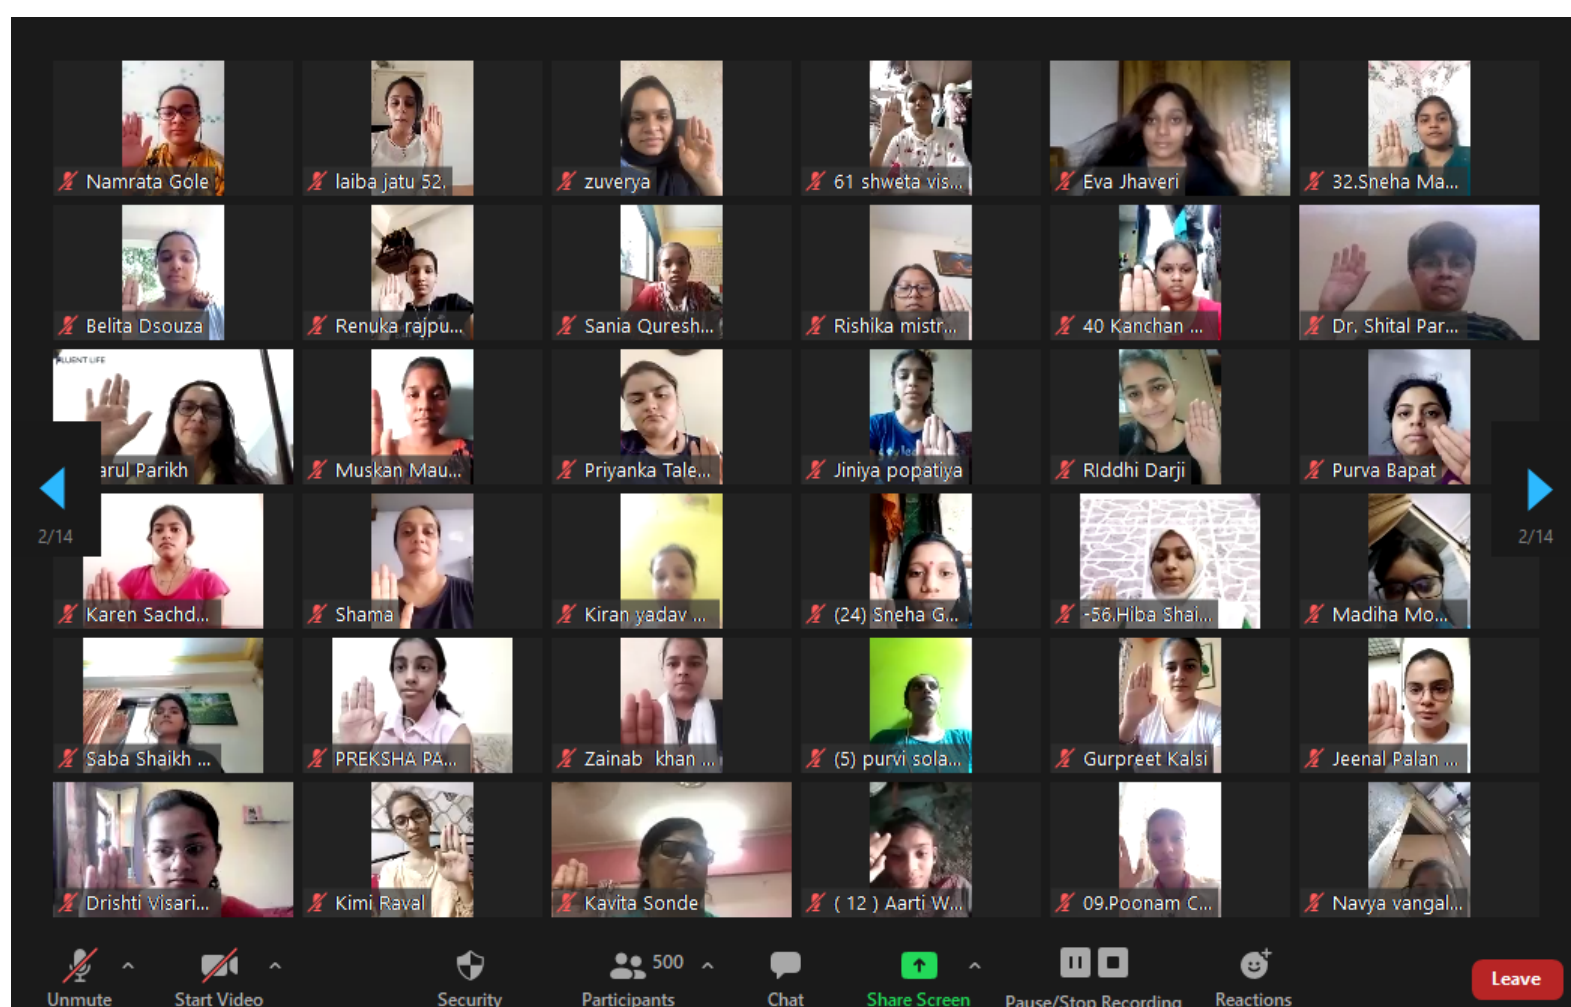 Namrata Gole
laiba jatu 52.
zuverya
61 shweta vis...
Eva Jhaveri
32.Sneha Ma...
Belita Dsouza
Renuka rajpu...
Sania Quresh...
Rishika mistr...
40 Kanchan ...
Dr. Shital Par...
FLUENT LIFE
arul Parikh
Muskan Mau...
Priyanka Tale...
Jiniya popatiya
RIddhi Darji
Purva Bapat
2/14
2/14
Karen Sachd...
Shama
Kiran yadav ...
(24) Sneha G...
-56.Hiba Shai...
Madiha Mo...
Saba Shaikh ...
PREKSHA PA...
Zainab khan ...
(5) purvi sola...
Gurpreet Kalsi
Jeenal Palan ...
Drishti Visari...
Kimi Raval
Kavita Sonde
( 12 ) Aarti W...
09.Poonam C...
Navya vangal...
500
Unmute
Start Video
Security
Participants
Chat
Share Screen
Pause/Stop Recording
Reactions
Leave